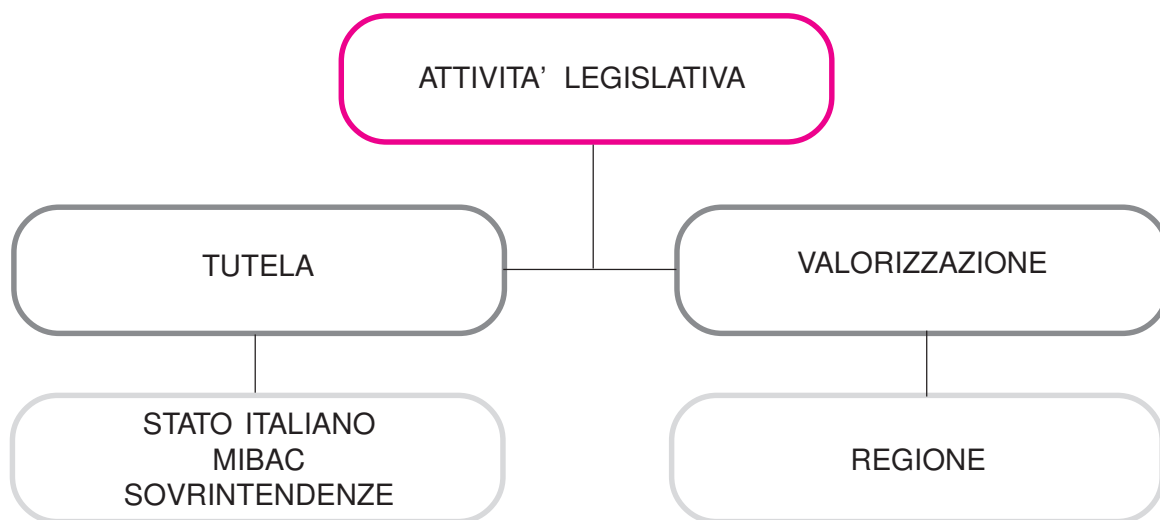 ATTIVITA' LEGISLATIVA
TUTELA
VALORIZZAZIONE
STATO ITALIANO
MIBAC
SOVRINTENDENZE
REGIONE